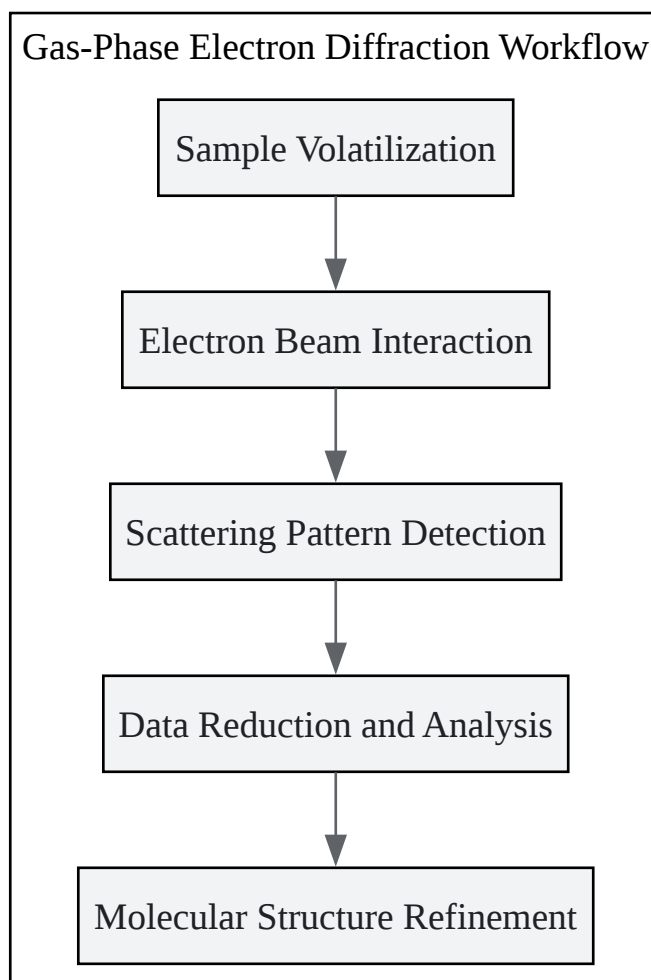 Gas-Phase Electron Diffraction Workflow
Sample Volatilization
Electron Beam Interaction
Scattering Pattern Detection
Data Reduction and Analysis
Molecular Structure Refinement